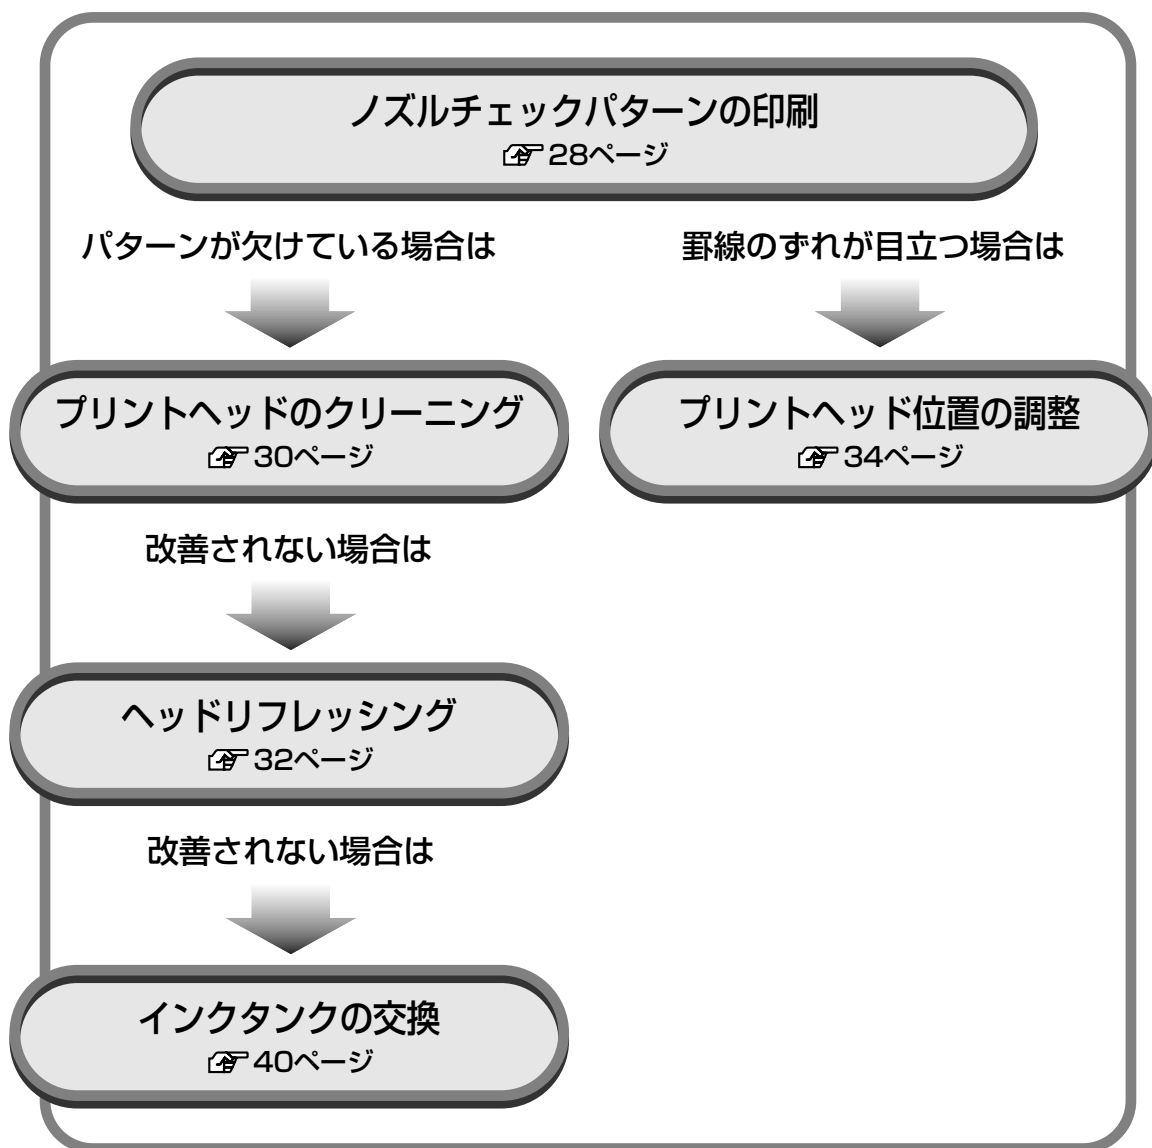 ノズルチェックパターンの印刷
28ページ
パターンが欠けている場合は
罫線のずれが目立つ場合は
プリントヘッドのクリーニング
30ページ
プリントヘッド位置の調整
34ページ
改善されない場合は
ヘッドリフレッシング
32ページ
改善されない場合は
インクタンクの交換
40ページ